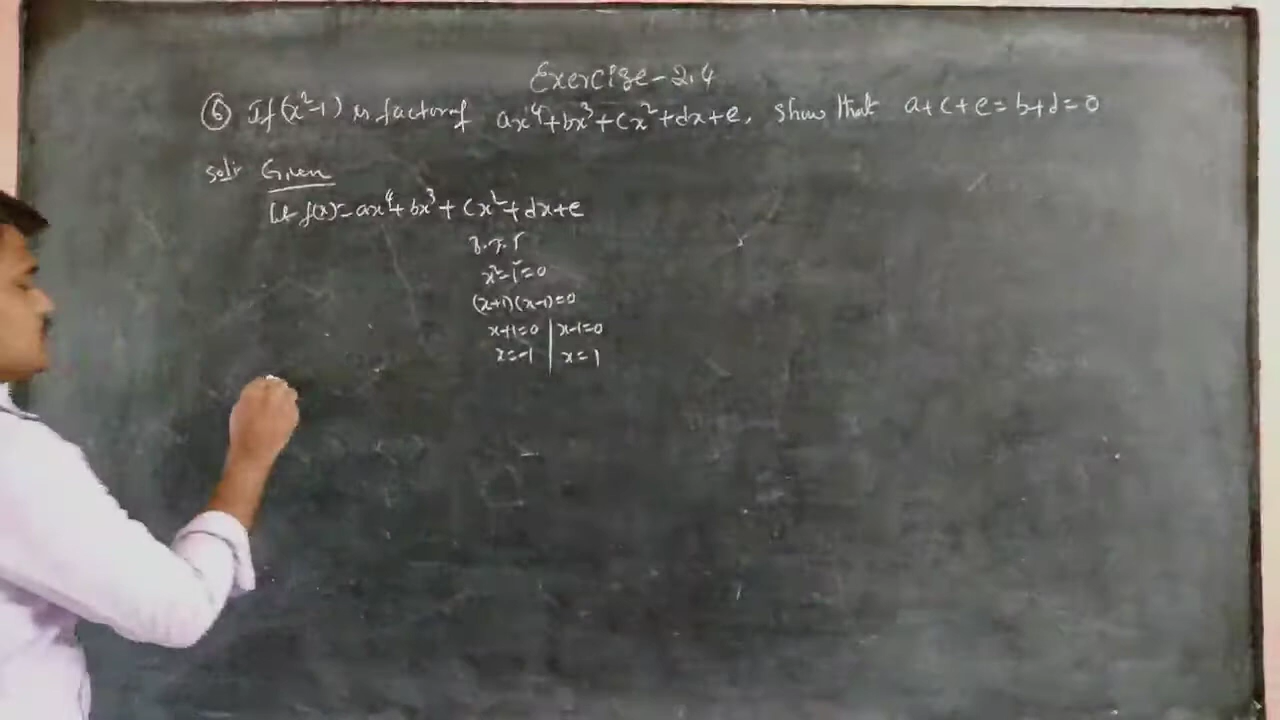 Exercise-2.4
⑥ If (x²-1) is factor of ax⁴+bx³+cx²+dx+e, show that a+c+e=b+d=0
Sol:- Given
Let f(x)=ax⁴+bx³+cx²+dx+e
x²-1=0
(x+1)(x-1)=0
x+1=0 | x-1=0
x=-1 | x=1